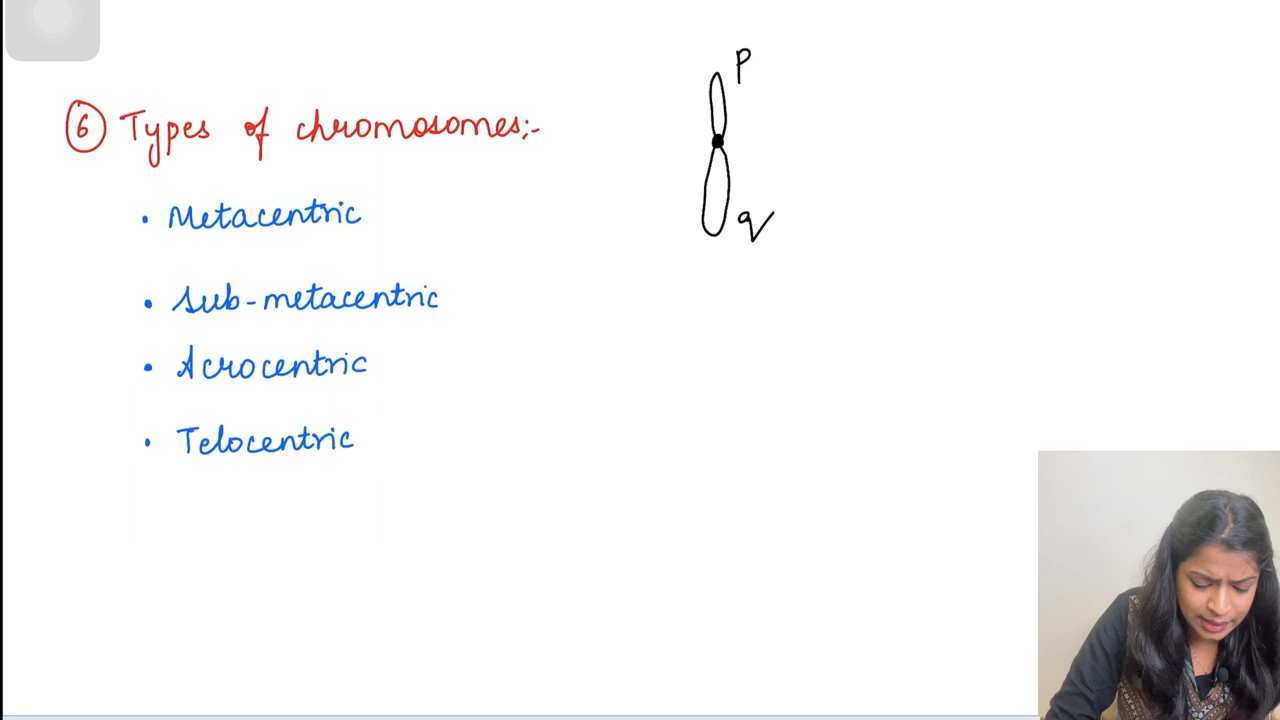 ⑥ Types of chromosomes:-
• Metacentric
• Sub-metacentric
• Acrocentric
• Telocentric
p
q